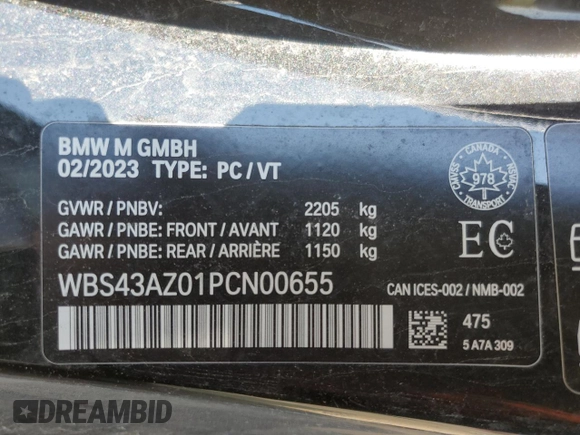 BMW M GMBH
02/2023 TYPE: PC / VT
GVWR / PNBV: 2205 kg
GAWR / PNBE: FRONT / AVANT 1120 kg
GAWR / PNBE: REAR / ARRIÈRE 1150 kg
WBS43AZ01PCN00655
CANADA
CMVSS
978
NSVAC
TRANSPORT
EC
CAN ICES-002 / NMB-002
475
5 A7A 309
DREAMBID